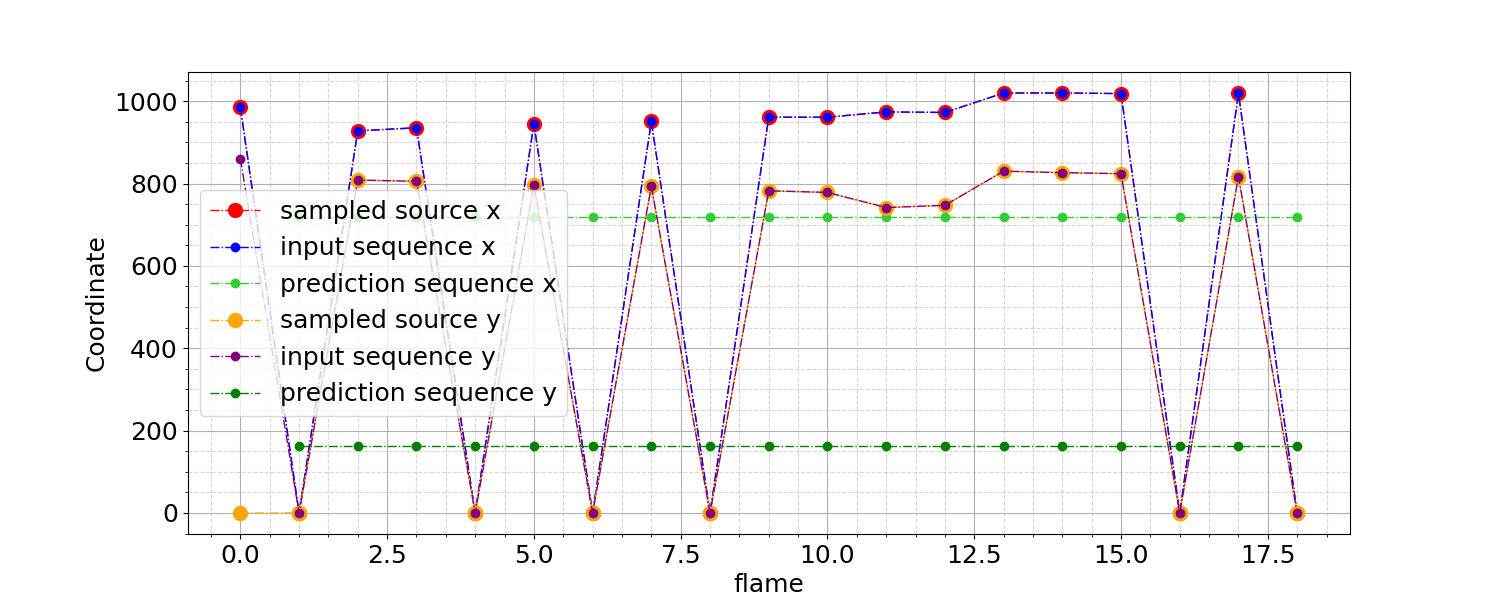 1000
800
600
400
200
0
Coordinate
sampled source x
input sequence x
prediction sequence x
sampled source y
input sequence y
prediction sequence y
0.0 2.5 5.0 7.5 10.0 12.5 15.0 17.5
flame